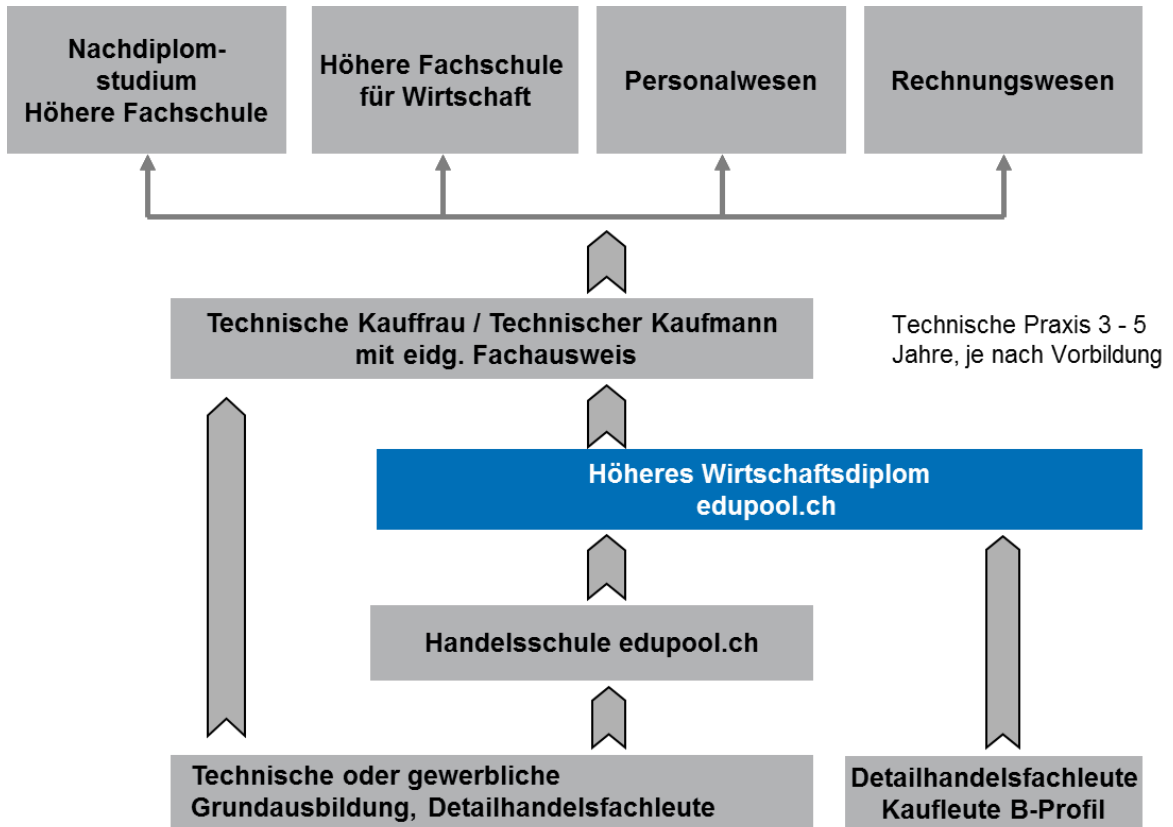 Nachdiplom-
studium
Höhere Fachschule
Höhere Fachschule
für Wirtschaft
Personalwesen
Rechnungswesen
Technische Kauffrau / Technischer Kaufmann
mit eidg. Fachausweis
Technische Praxis 3 - 5
Jahre, je nach Vorbildung
Höheres Wirtschaftsdiplom
edupool.ch
Handelsschule edupool.ch
Technische oder gewerbliche
Grundausbildung, Detailhandelsfachleute
Detailhandelsfachleute
Kaufleute B-Profil